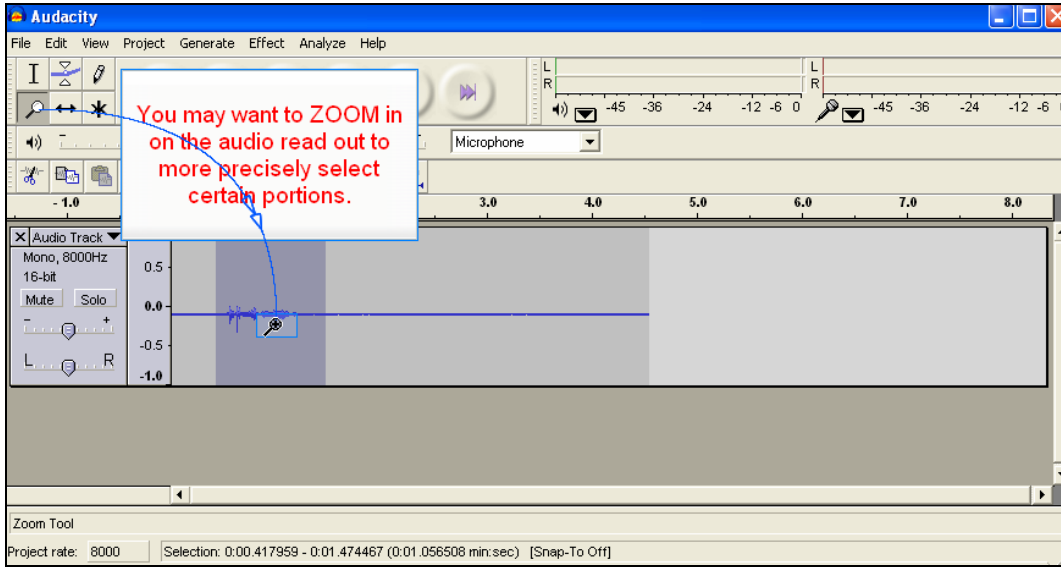 Audacity
File Edit View Project Generate Effect Analyze Help
L
R
-45 -36 -24 -12 -6 0
L
R
-45 -36 -24 -12 -6
You may want to ZOOM in
on the audio read out to
more precisely select
certain portions.
Microphone
- 1.0 3.0 4.0 5.0 6.0 7.0 8.0
Audio Track
Mono, 8000Hz
16-bit
Mute Solo
- +
L R
0.5
0.0
-0.5
-1.0
Zoom Tool
Project rate: 8000 Selection: 0:00.417959 - 0:01.474467 (0:01.056508 min:sec) [Snap-To Off]